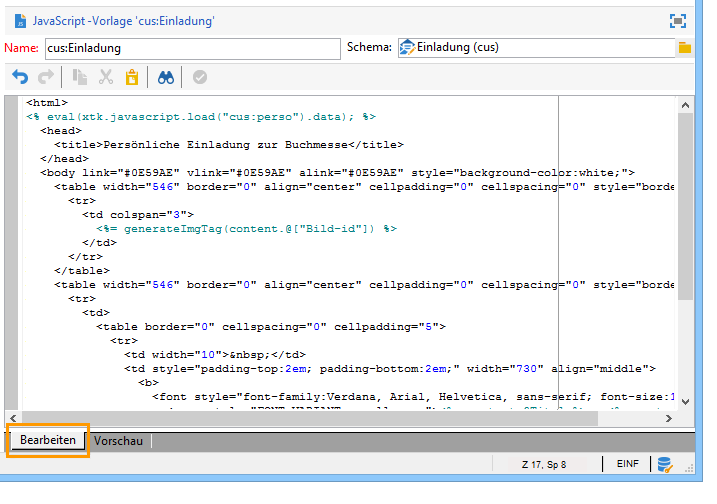 JavaScript -Vorlage 'cus:Einladung'
Name: cus:Einladung Schema: Einladung (cus)
<html>
<% eval(xtk.javascript.load("cus:perso").data); %>
<head>
<title>Persönliche Einladung zur Buchmesse</title>
</head>
<body link="#0E59AE" vlink="#0E59AE" alink="#0E59AE" style="background-color:white;">
<table width="546" border="0" align="center" cellpadding="0" cellspacing="0" style="borde
<tr>
<td colspan="3">
<%= generateImgTag(content.@["Bild-id"]) %>
</td>
</tr>
</table>
<table width="546" border="0" align="center" cellpadding="0" cellspacing="0" style="borde
<tr>
<td>
<table border="0" cellspacing="0" cellpadding="5">
<tr>
<td width="10">&nbsp;</td>
<td style="padding-top:2em; padding-bottom:2em;" width="730" align="middle">
<b>
<font style="font-family:Verdana, Arial, Helvetica, sans-serif; font-size:1
Bearbeiten Vorschau
Z 17, Sp 8 EINF